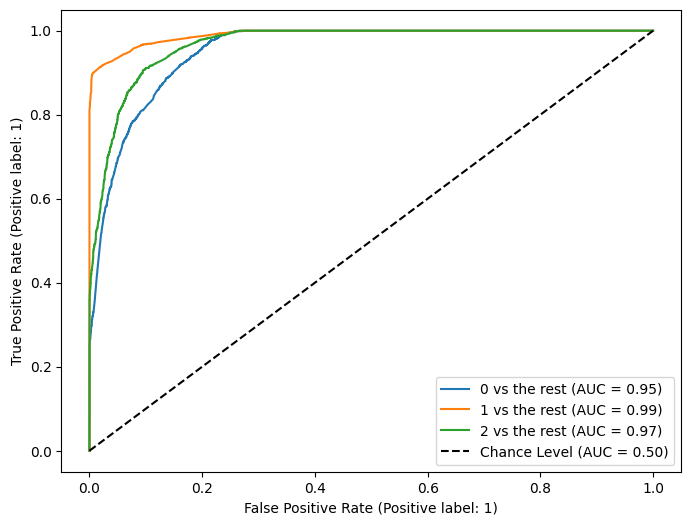 1.0
0.8
0.6
0.4
0.2
0.0
True Positive Rate (Positive label: 1)
0 vs the rest (AUC = 0.95)
1 vs the rest (AUC = 0.99)
2 vs the rest (AUC = 0.97)
Chance Level (AUC = 0.50)
0.0 0.2 0.4 0.6 0.8 1.0
False Positive Rate (Positive label: 1)